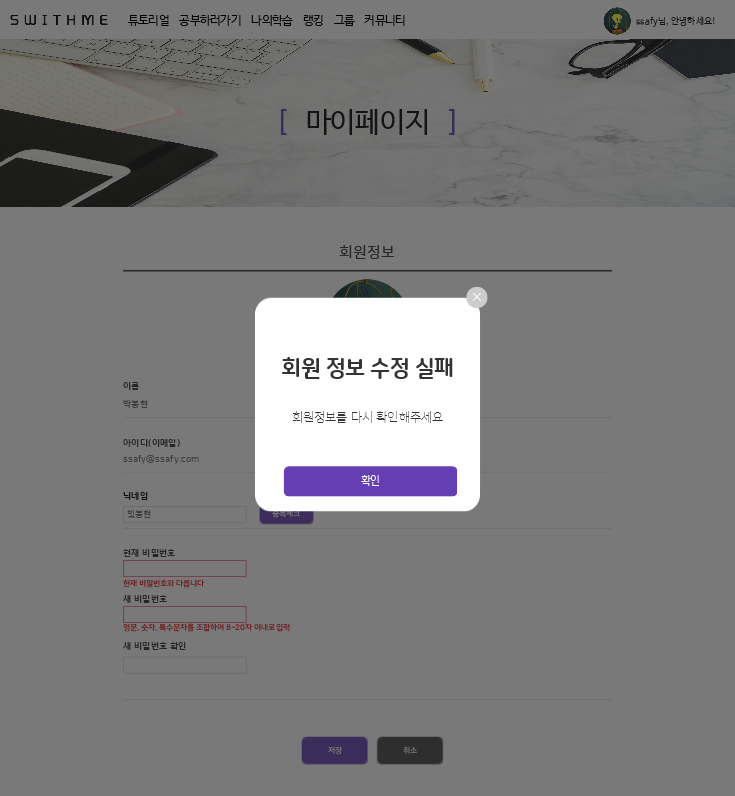 SWITHME 튜토리얼 공부하러가기 나의학습 랭킹 그룹 커뮤니티 ssafy님, 안녕하세요!
[ 마이페이지 ]
회원정보
회원 정보 수정 실패
회원정보를 다시 확인해주세요
확인
이름
박봉현
아이디(이메일)
ssafy@ssafy.com
닉네임
빛봉현 중복체크
현재 비밀번호
현재 비밀번호와 다릅니다
새 비밀번호
영문, 숫자, 특수문자를 조합하여 8~20자 이내로 입력
새 비밀번호 확인
저장 취소